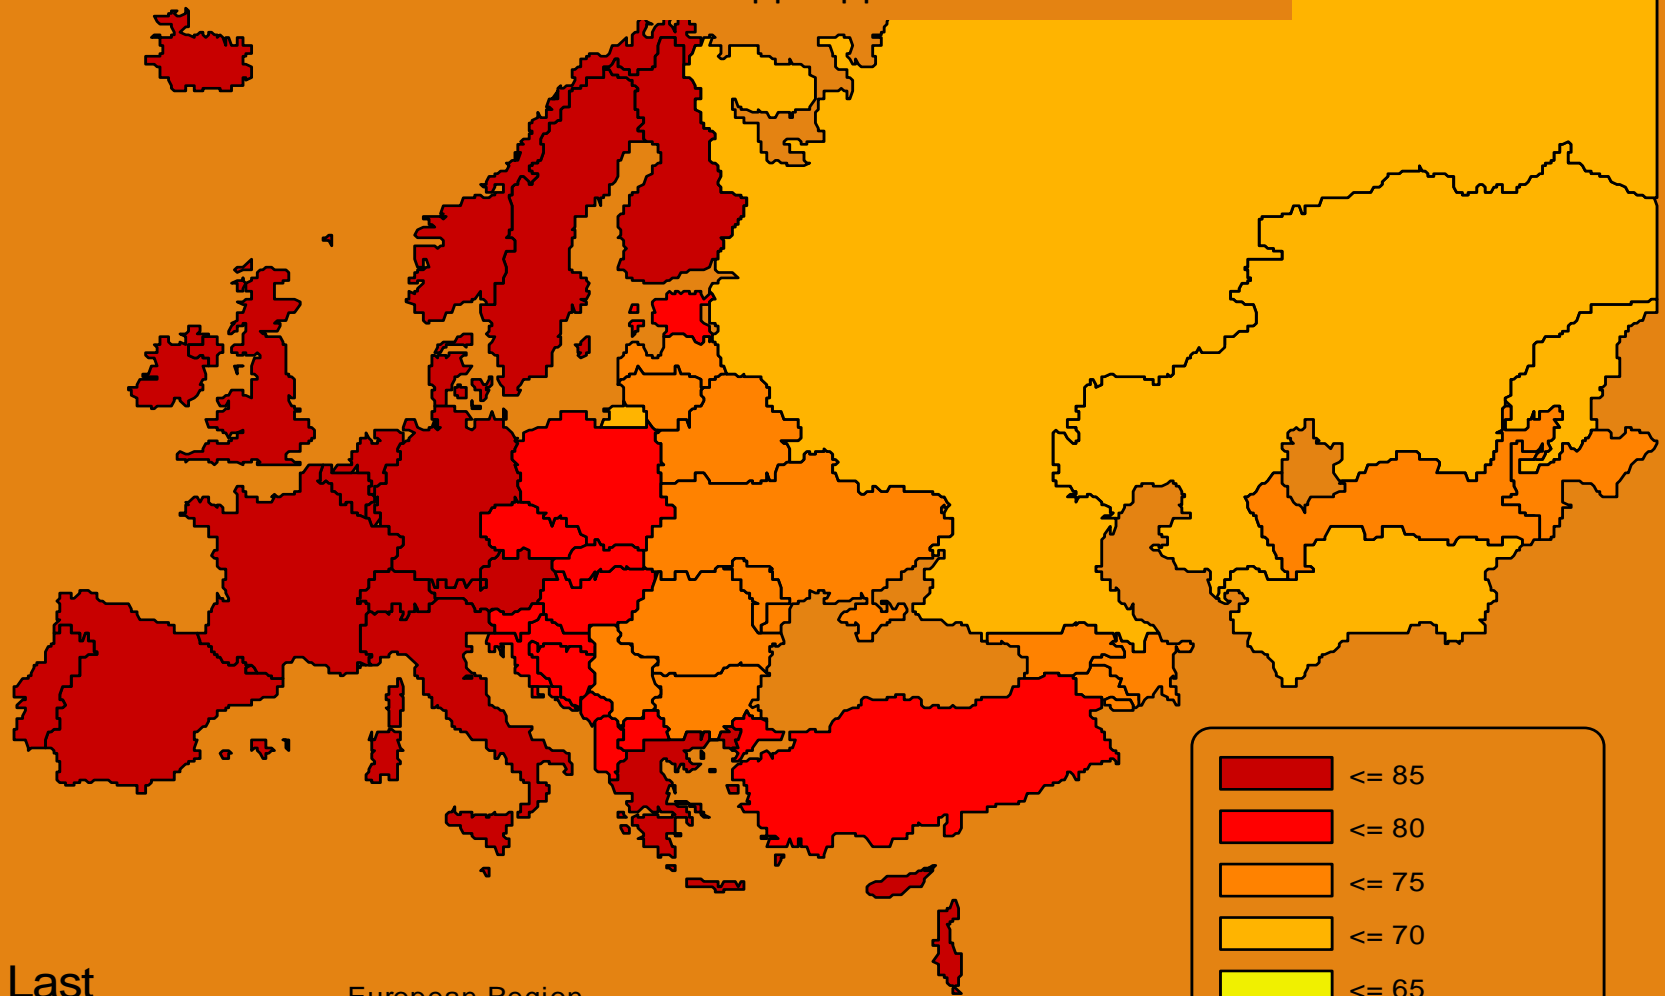 <= 85
<= 80
<= 75
<= 70
<= 65
Last
European Region